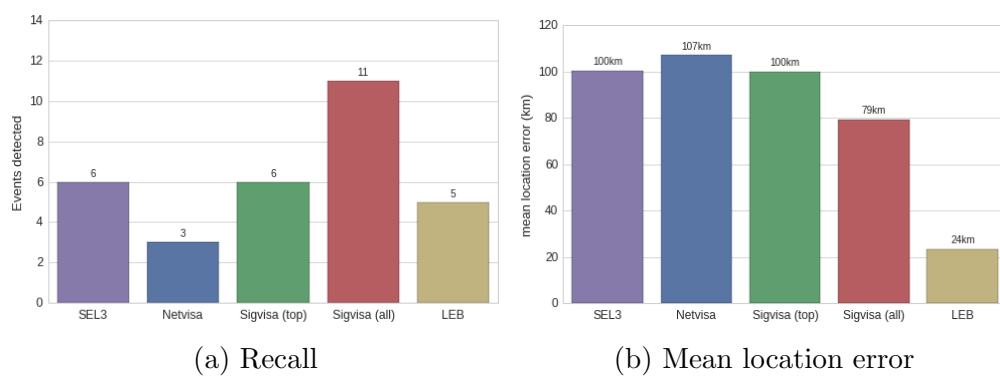 14
12
10
8
6
4
2
0
Events detected
6
3
6
11
5
SEL3 Netvisa Sigvisa (top) Sigvisa (all) LEB
(a) Recall
120
100
80
60
40
20
0
mean location error (km)
100km
107km
100km
79km
24km
SEL3 Netvisa Sigvisa (top) Sigvisa (all) LEB
(b) Mean location error